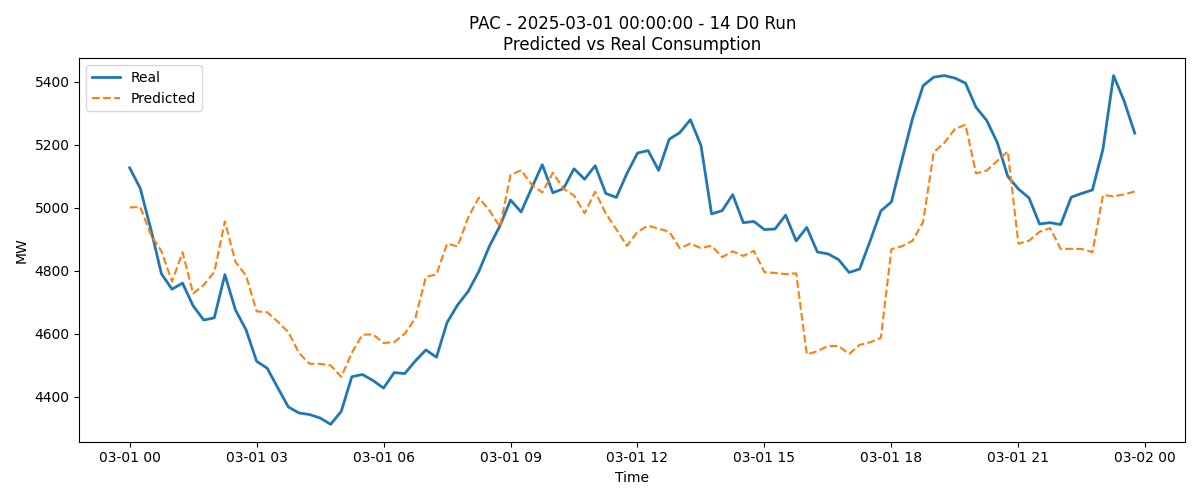 PAC - 2025-03-01 00:00:00 - 14 D0 Run
Predicted vs Real Consumption
Real
Predicted
5400
5200
5000
4800
4600
4400
MW
03-01 00
03-01 03
03-01 06
03-01 09
03-01 12
03-01 15
03-01 18
03-01 21
03-02 00
Time